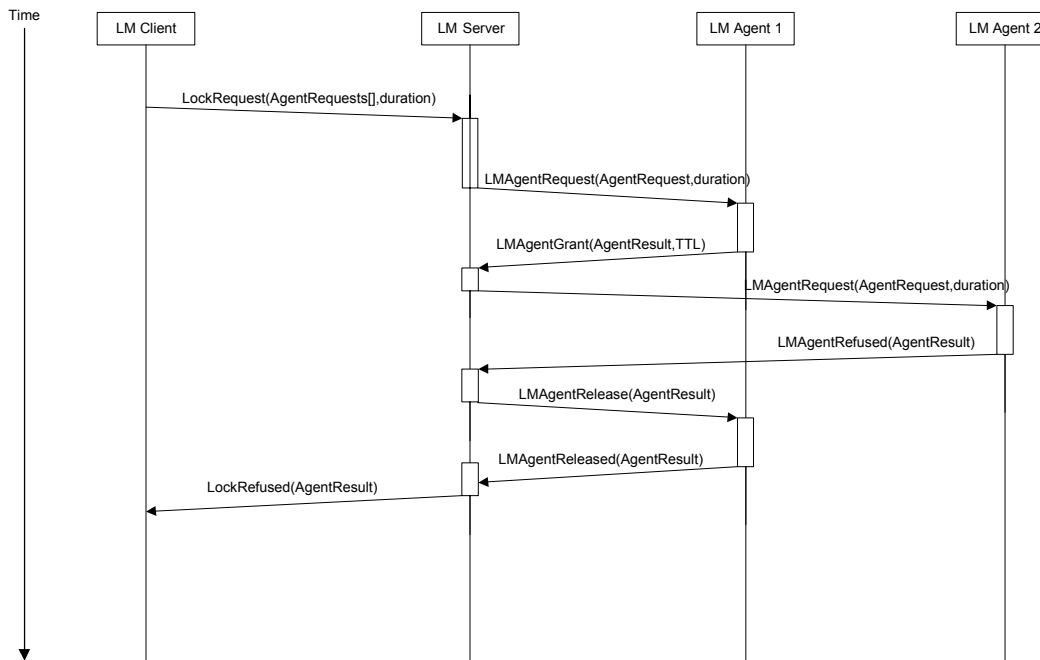 Time
LM Client
LM Server
LM Agent 1
LM Agent 2
LockRequest(AgentRequests[],duration)
LMAgentRequest(AgentRequest,duration)
LMAgentGrant(AgentResult,TTL)
LMAgentRequest(AgentRequest,duration)
LMAgentRefused(AgentResult)
LMAgentRelease(AgentResult)
LMAgentReleased(AgentResult)
LockRefused(AgentResult)